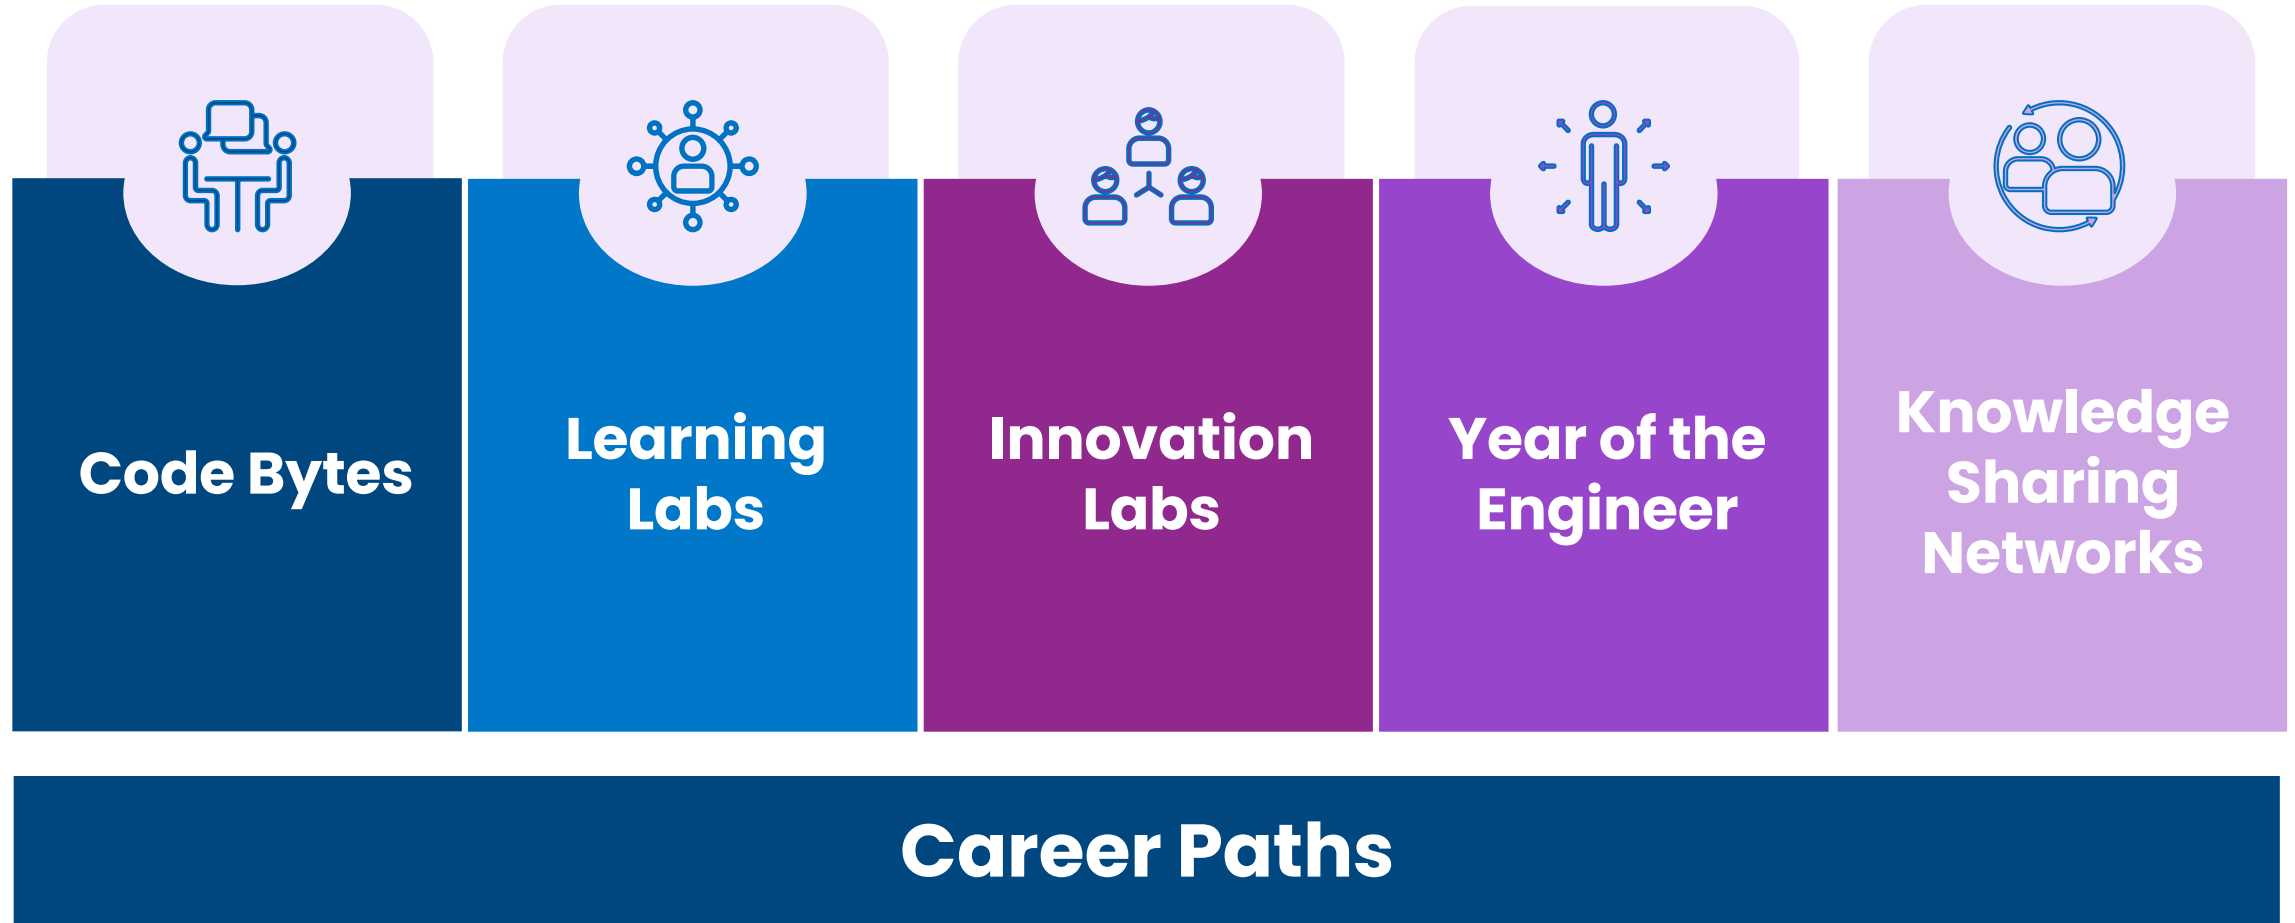 Code Bytes
Learning
Labs
Innovation
Labs
Year of the
Engineer
Knowledge
Sharing
Networks
Career Paths